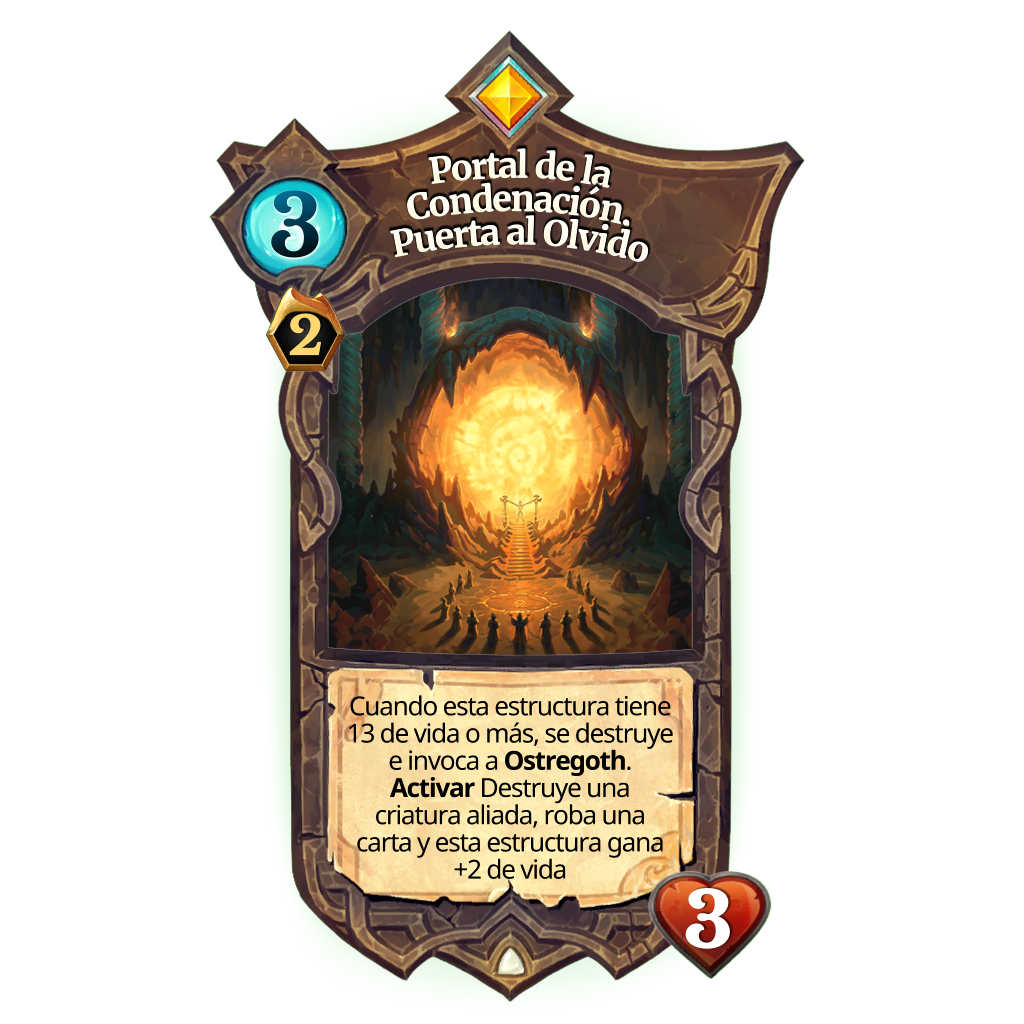 Portal de la
Condenación.
Puerta al Olvido
3
2
Cuando esta estructura tiene
13 de vida o más, se destruye
e invoca a Ostregoth.
Activar Destruye una
criatura aliada, roba una
carta y esta estructura gana
+2 de vida
3